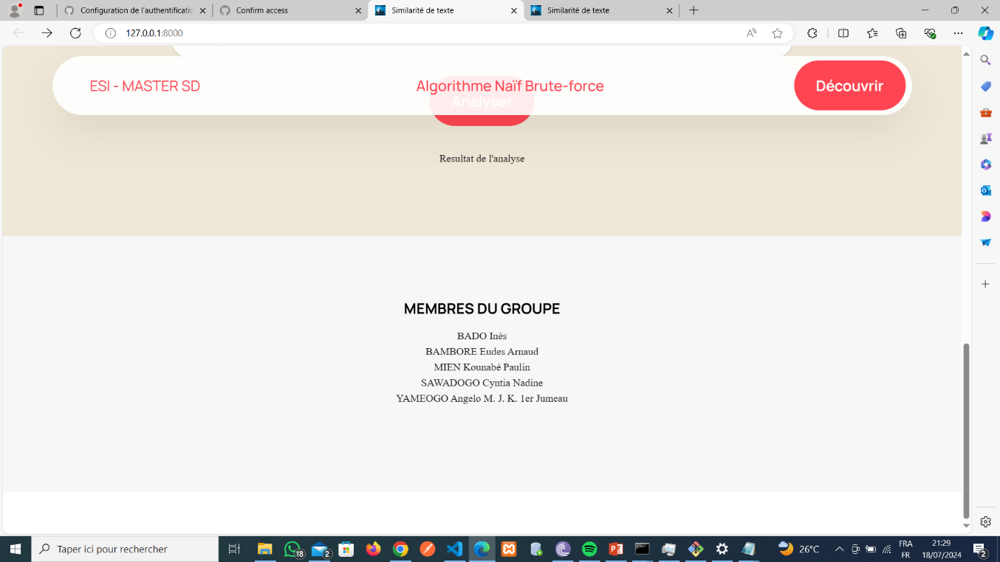 Configuration de l'authentificatio
Confirm access
Similarité de texte
Similarité de texte
127.0.0.1:8000
ESI - MASTER SD
Algorithme Naïf Brute-force
Découvrir
Analyser
Resultat de l'analyse
MEMBRES DU GROUPE
BADO Inès
BAMBORE Eudes Arnaud
MIEN Kounabé Paulin
SAWADOGO Cyntia Nadine
YAMEOGO Angelo M. J. K. 1er Jumeau
Taper ici pour rechercher
18
2
26°C
FRA
FR
21:29
18/07/2024
2